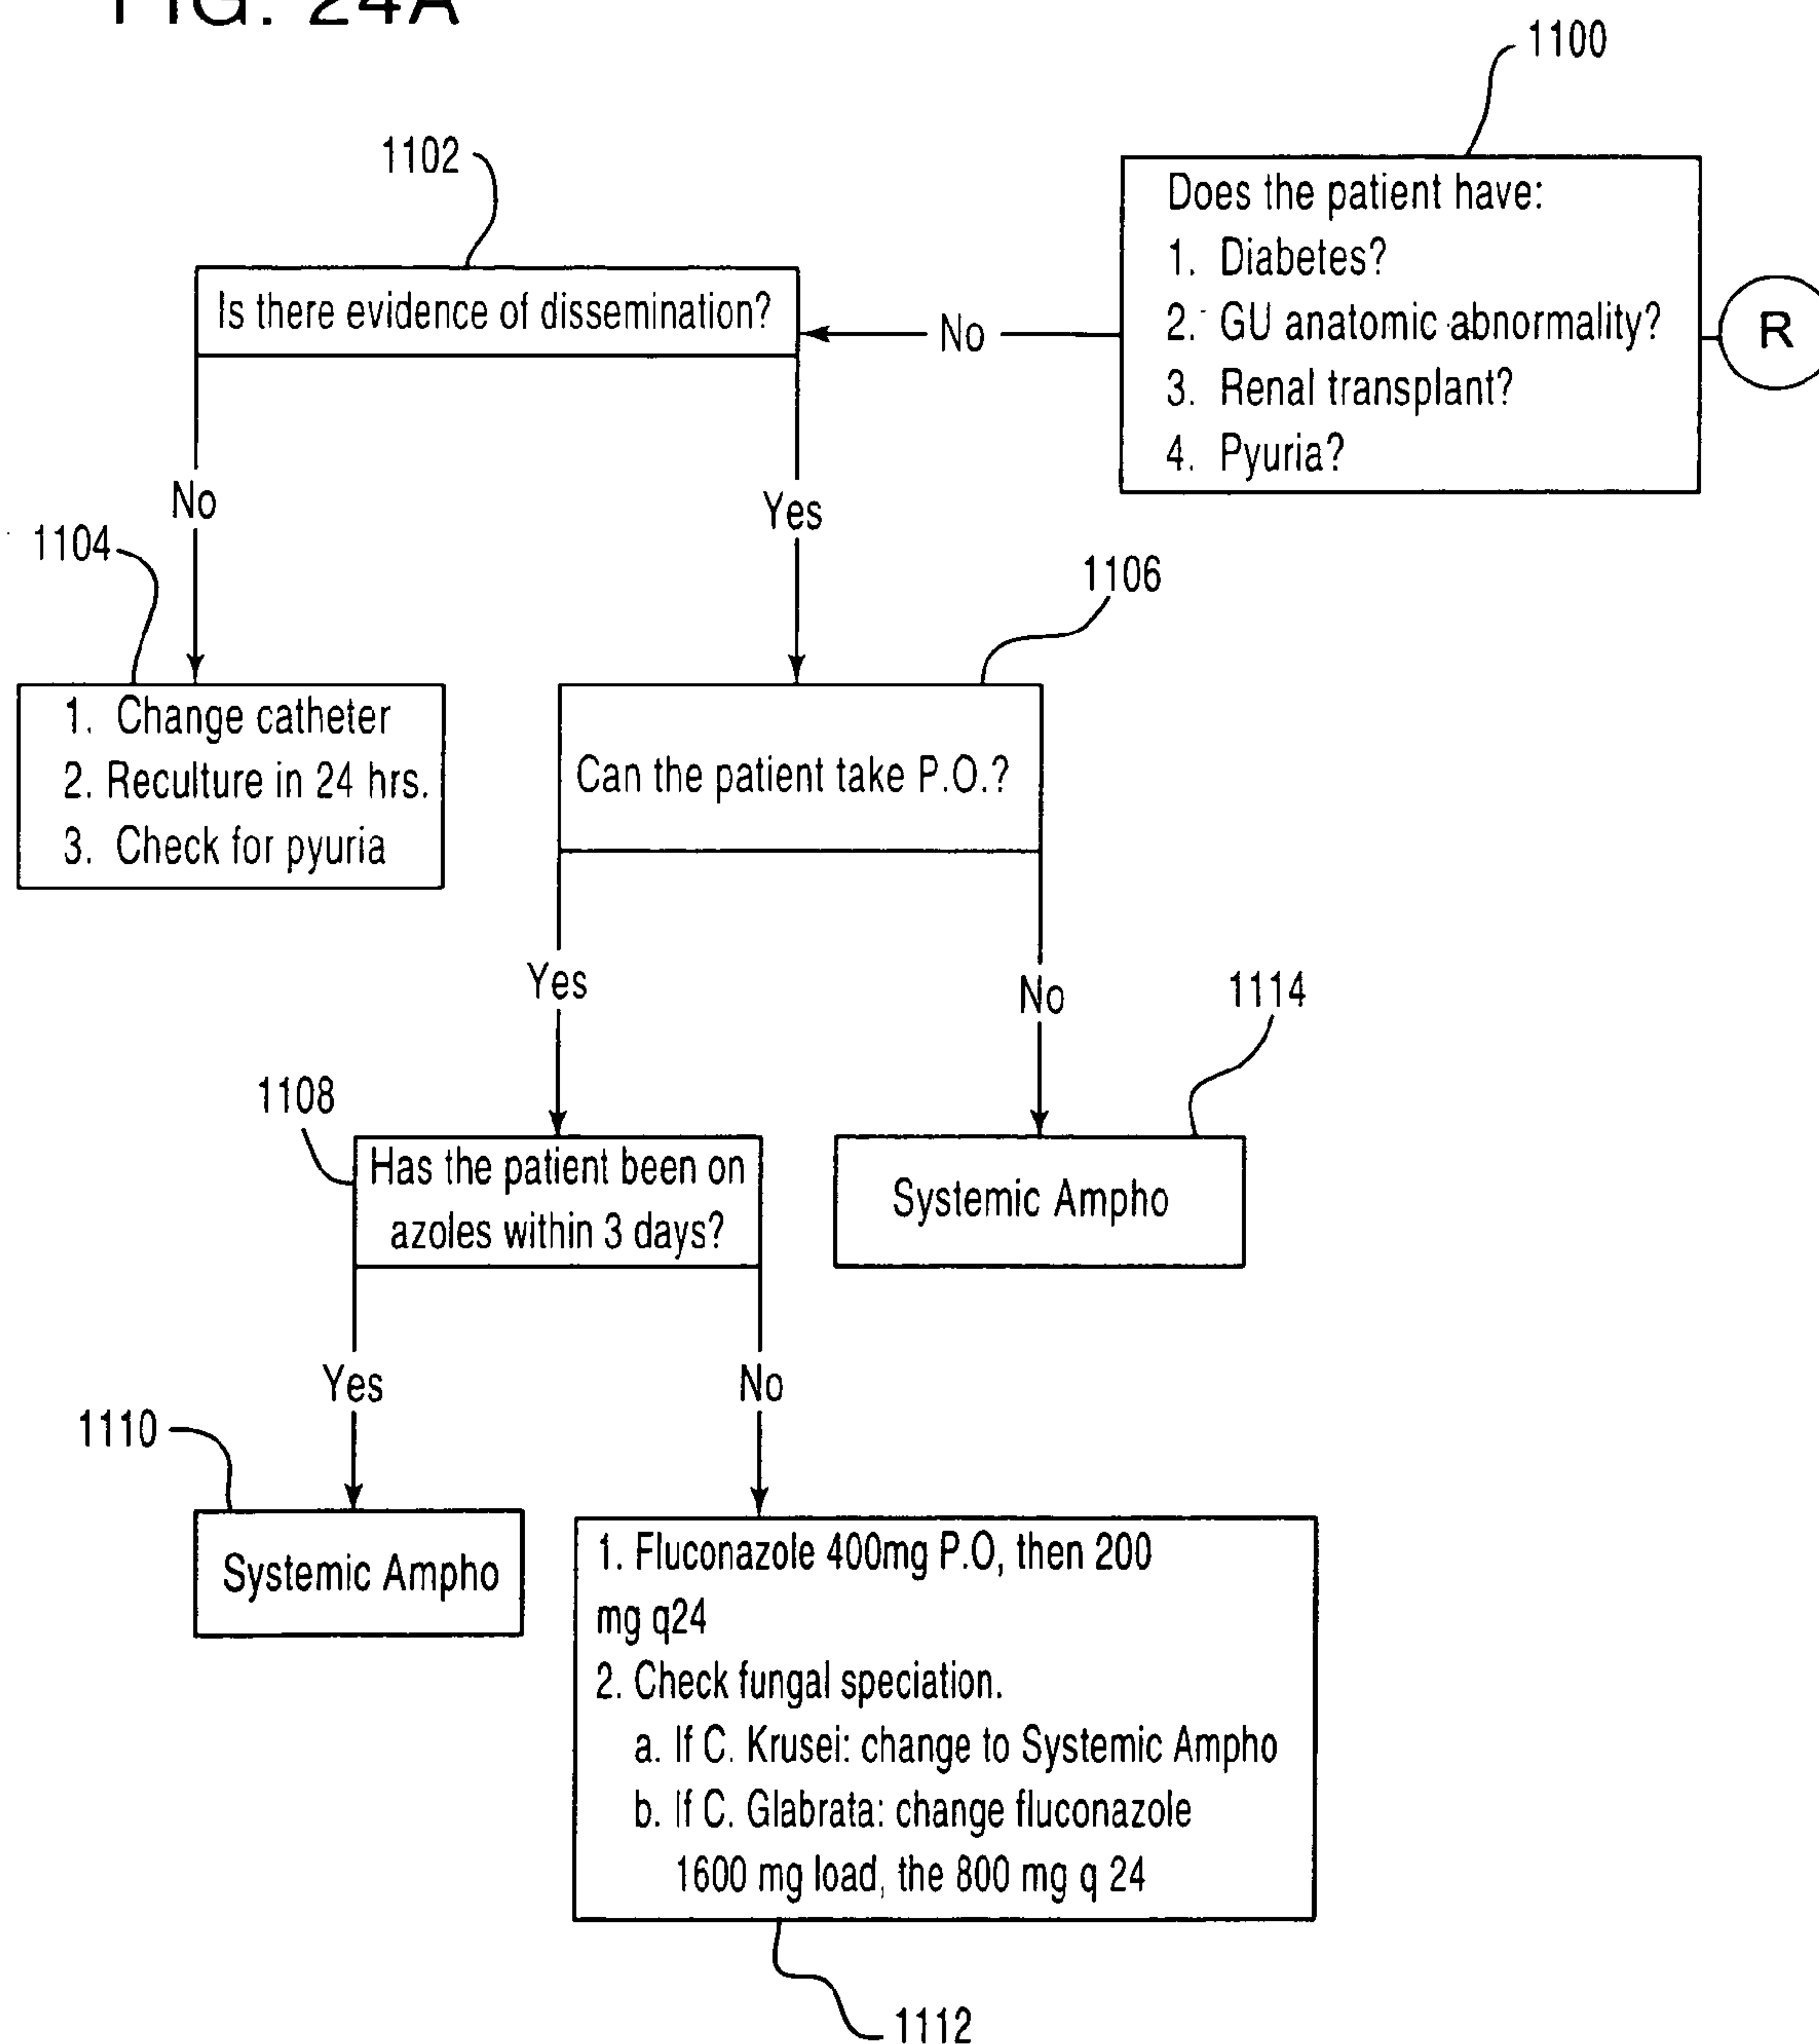 FIG. 24A
1100
Does the patient have:
1. Diabetes?
2. GU anatomic abnormality?
3. Renal transplant?
4. Pyuria?
R
No
1102
Is there evidence of dissemination?
No
Yes
1104
1. Change catheter
2. Reculture in 24 hrs.
3. Check for pyuria
1106
Can the patient take P.O.?
Yes
No
1108
Has the patient been on
azoles within 3 days?
1114
Systemic Ampho
Yes
No
1110
Systemic Ampho
1. Fluconazole 400mg P.O, then 200
mg q24
2. Check fungal speciation.
a. If C. Krusei: change to Systemic Ampho
b. If C. Glabrata: change fluconazole
1600 mg load, the 800 mg q 24
1112